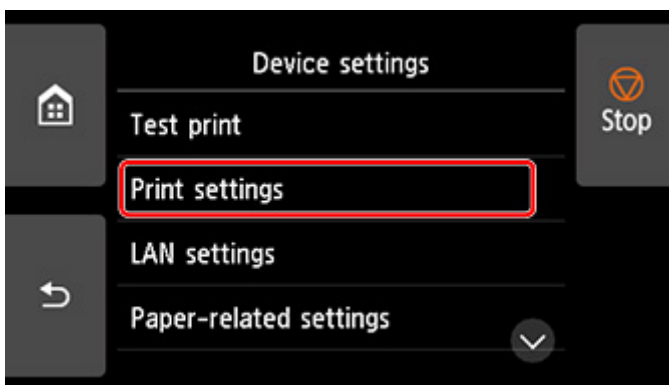 Device settings
Test print
Stop
Print settings
LAN settings
Paper-related settings